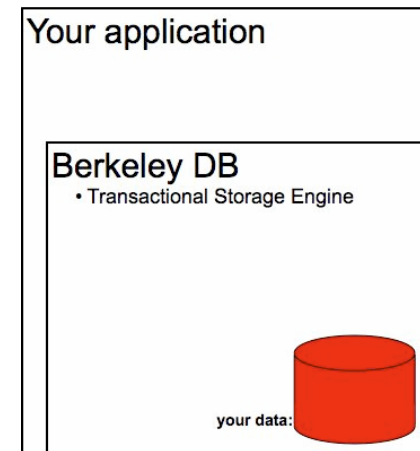 Your application
Berkeley DB
• Transactional Storage Engine
your data: